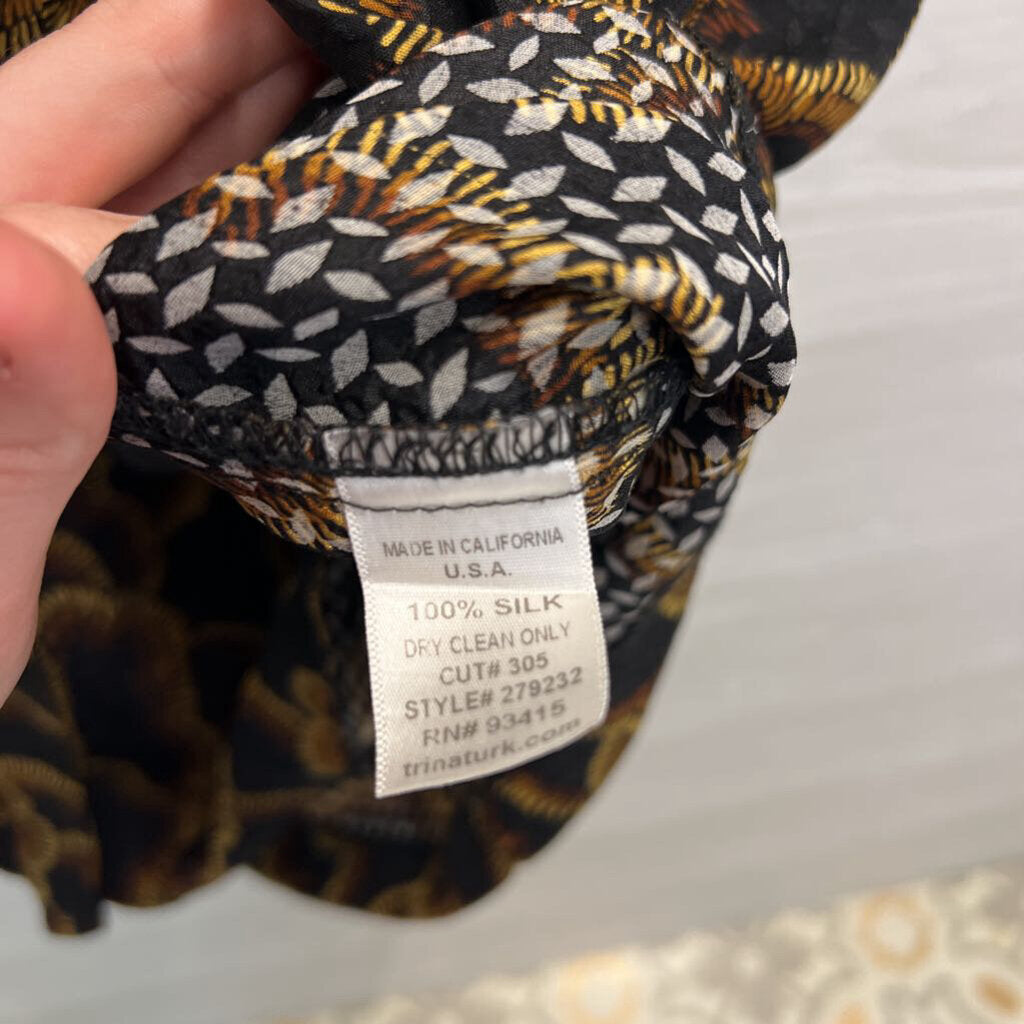 MADE IN CALIFORNIA
U.S.A.
100% SILK
DRY CLEAN ONLY
CUT# 305
STYLE# 279232
RN# 93415
trinaturk.com